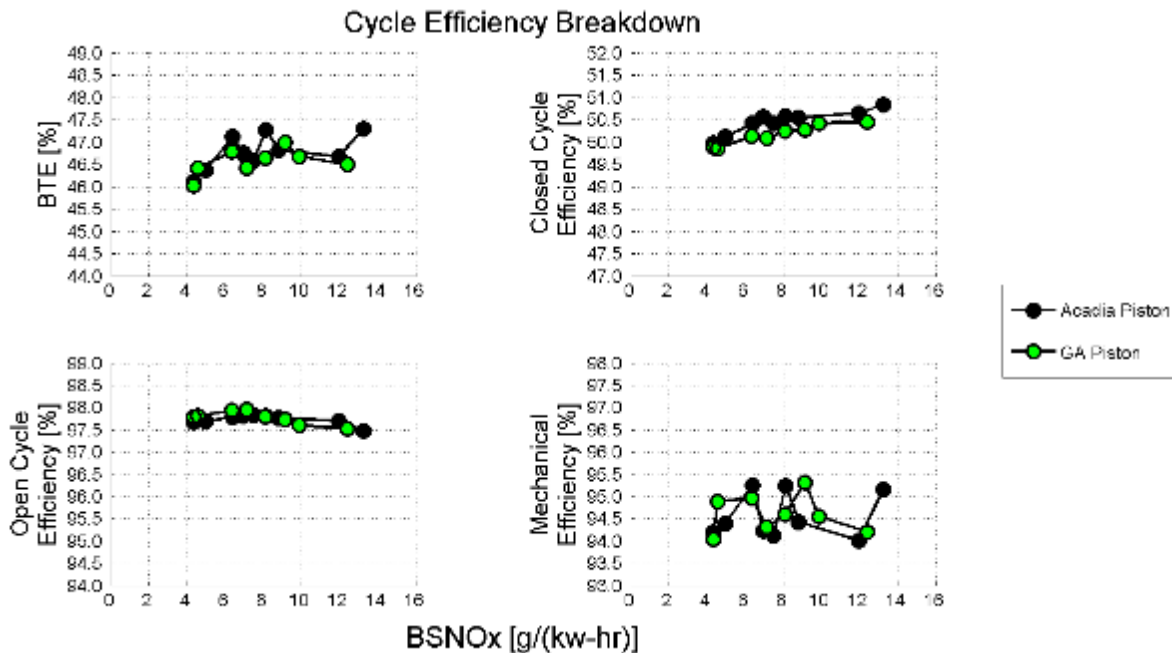 Cycle Efficiency Breakdown
BTE [%]
49.0
48.5
48.0
47.5
47.0
46.5
46.0
45.5
45.0
44.5
44.0
0 2 4 6 8 10 12 14 16
Closed Cycle
Efficiency [%]
52.0
51.5
51.0
50.5
50.0
49.5
49.0
48.5
48.0
47.5
47.0
0 2 4 6 8 10 12 14 16
Acadia Piston
GA Piston
Open Cycle
Efficiency [%]
99.0
98.5
98.0
97.5
97.0
96.5
96.0
95.5
95.0
94.5
94.0
0 2 4 6 8 10 12 14 16
Mechanical
Efficiency [%]
98.0
97.5
97.0
96.5
96.0
95.5
95.0
94.5
94.0
93.5
93.0
0 2 4 6 8 10 12 14 16
BSNOx [g/(kw-hr)]